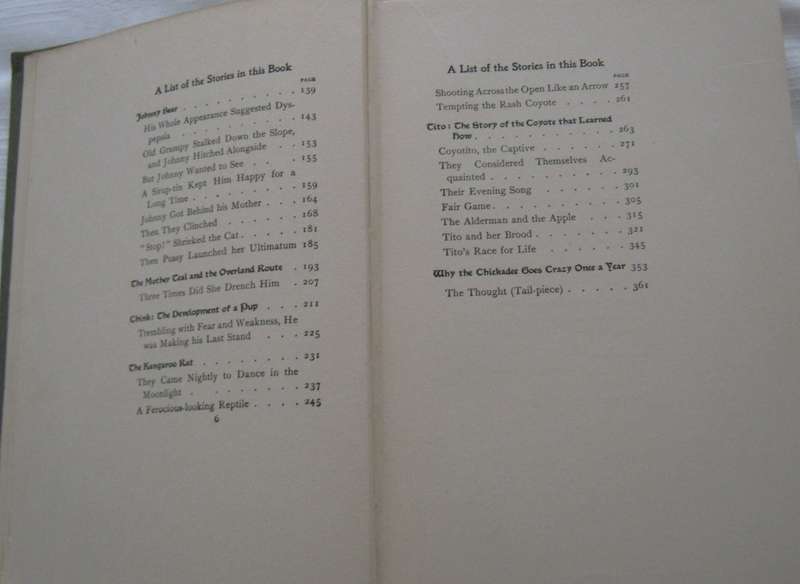 A List of the Stories in this Book
PAGE
Johnny Bear . . . . . . . . . . 139
His Whole Appearance Suggested Dys-
pepsia . . . . . . . . . . 143
Old Grumpy Stalked Down the Slope,
and Johnny Hitched Alongside . . . 153
But Johnny Wanted to See . . . . 155
A Sirup-tin Kept Him Happy for a
Long Time . . . . . . . . . 159
Johnny Got Behind his Mother . . . 164
Then They Clinched . . . . . . 168
"Stop!" Shrieked the Cat . . . . . 181
Then Pussy Launched her Ultimatum 185
The Mother Teal and the Overland Route . 193
Three Times Did She Drench Him . 207
Chink: The Development of a Pup . . . 211
Trembling with Fear and Weakness, He
was Making his Last Stand . . . 225
The Kangaroo Rat . . . . . . . . 231
They Came Nightly to Dance in the
Moonlight . . . . . . . . . 237
A Ferocious-looking Reptile . . . . 245
6
A List of the Stories in this Book
PAGE
Shooting Across the Open Like an Arrow 257
Tempting the Rash Coyote . . . . 261
Tito: The Story of the Coyote that Learned
How . . . . . . . . . . . 263
Coyotito, the Captive . . . . . . 271
They Considered Themselves Ac-
quainted . . . . . . . . . . 293
Their Evening Song . . . . . . 301
Fair Game . . . . . . . . . . 305
The Alderman and the Apple . . . 315
Tito and her Brood . . . . . . . 321
Tito's Race for Life . . . . . . 345
Why the Chickadee Goes Crazy Once a Year 353
The Thought (Tail-piece) . . . . . 361